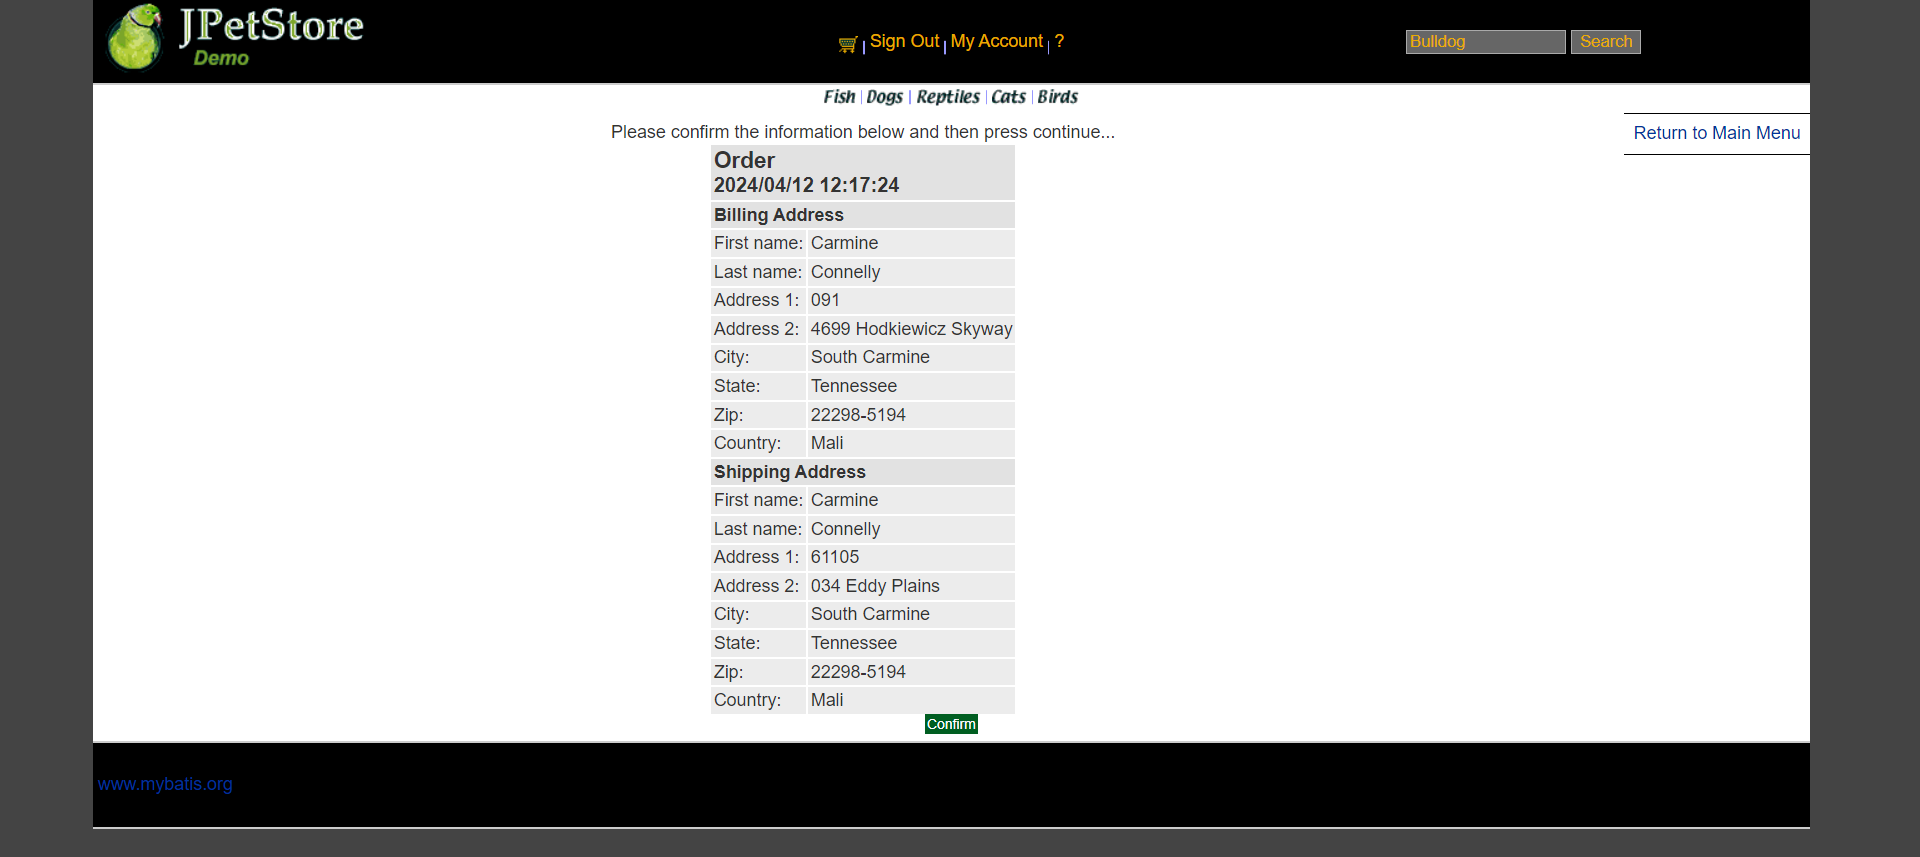 JPetStore
Demo
Sign Out | My Account | ?
Bulldog Search
Fish | Dogs | Reptiles | Cats | Birds
Please confirm the information below and then press continue...
Return to Main Menu
Order
2024/04/12 12:17:24
Billing Address
First name: Carmine
Last name: Connelly
Address 1: 091
Address 2: 4699 Hodkiewicz Skyway
City: South Carmine
State: Tennessee
Zip: 22298-5194
Country: Mali
Shipping Address
First name: Carmine
Last name: Connelly
Address 1: 61105
Address 2: 034 Eddy Plains
City: South Carmine
State: Tennessee
Zip: 22298-5194
Country: Mali
Confirm
www.mybatis.org